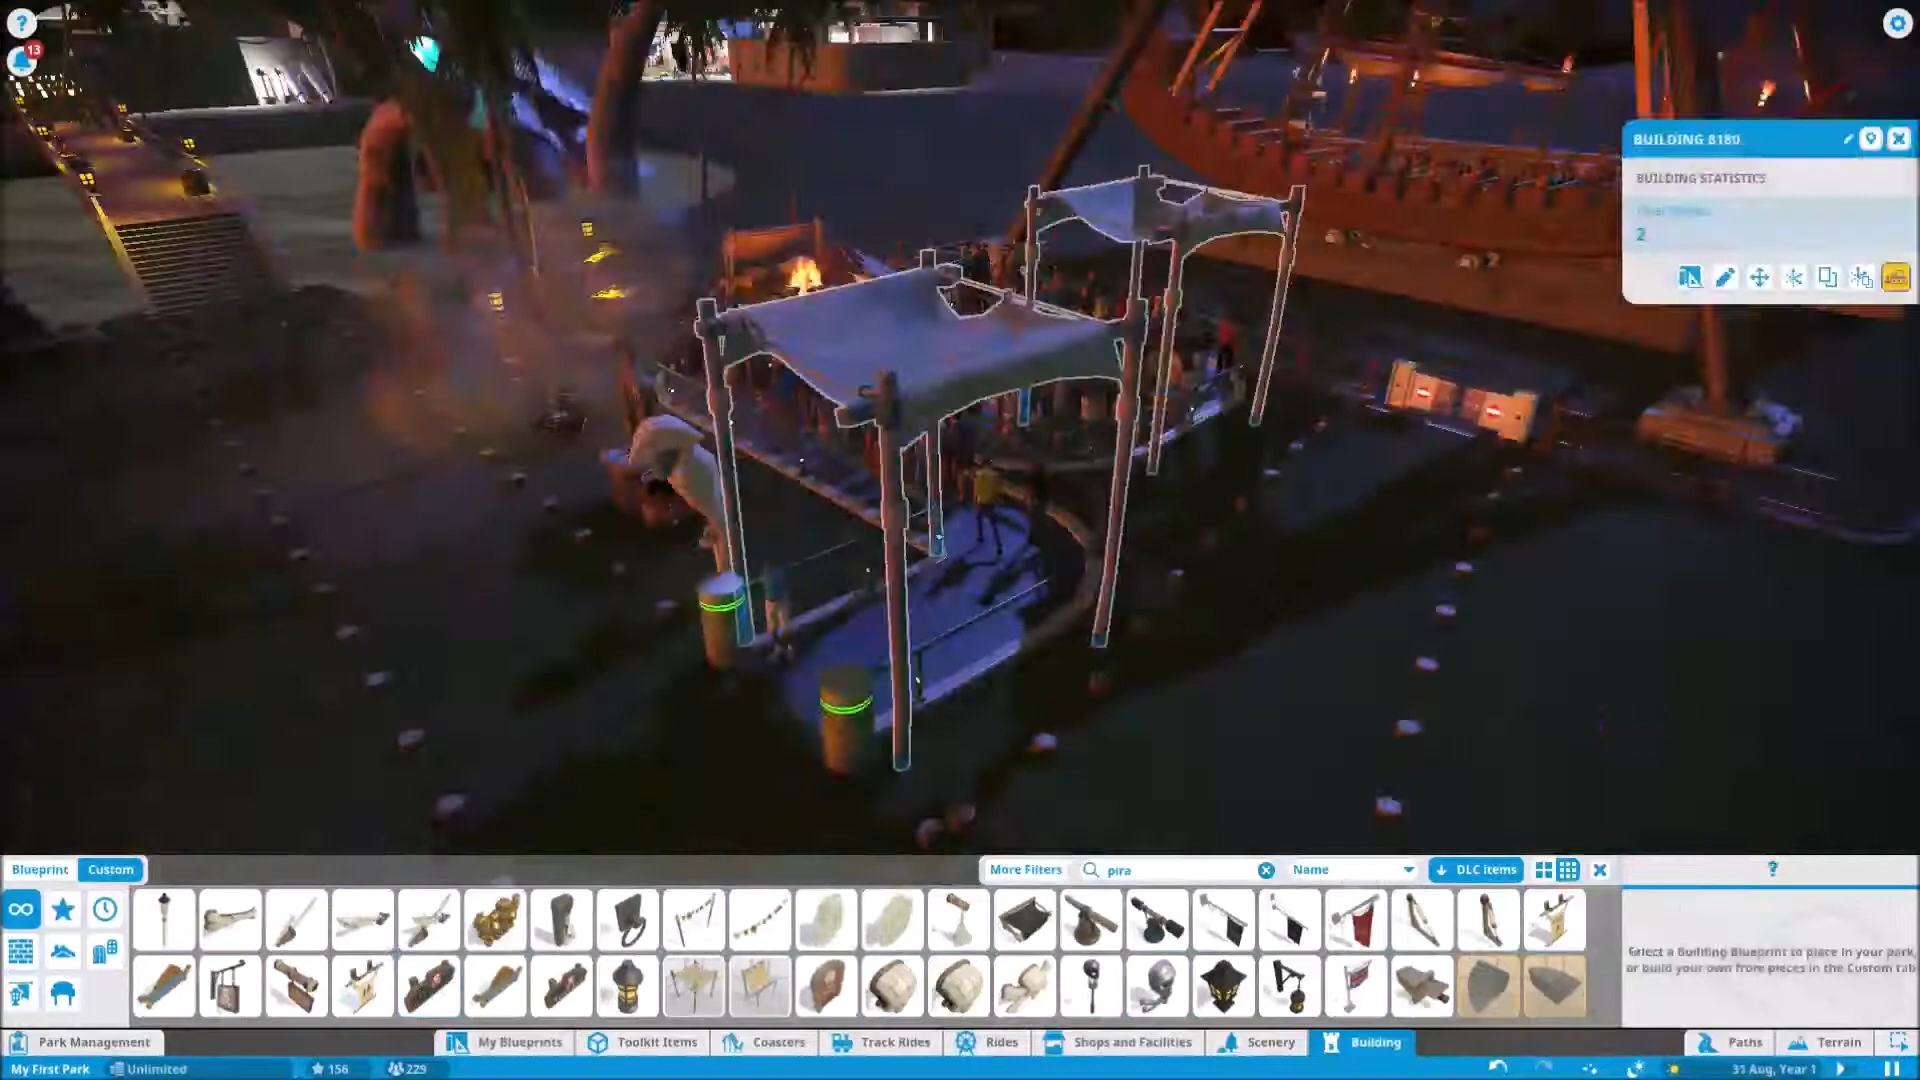 ?
13
BUILDING 8180
BUILDING STATISTICS
2
Blueprint
Custom
More Filters
pira
Name
DLC Items
?
Select a Building Blueprint to place in your park,
or build your own from pieces in the Custom tab
Park Management
My Blueprints
Toolkit Items
Coasters
Track Rides
Rides
Shops and Facilities
Scenery
Building
Paths
Terrain
My First Park
Unlimited
156
229
31 Aug, Year 1